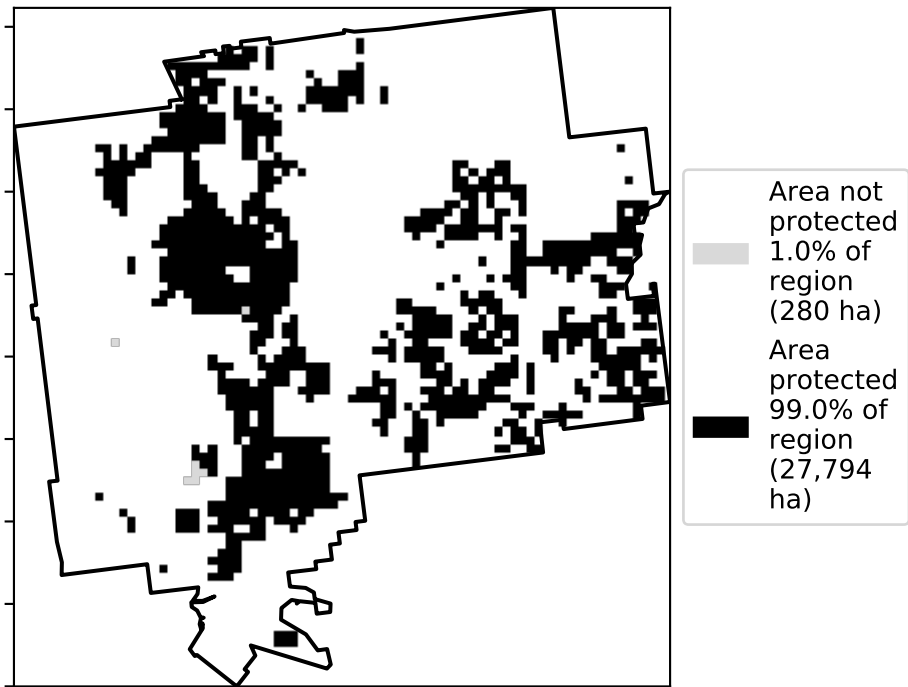 Area not
protected
1.0% of
region
(280 ha)
Area
protected
99.0% of
region
(27,794
ha)